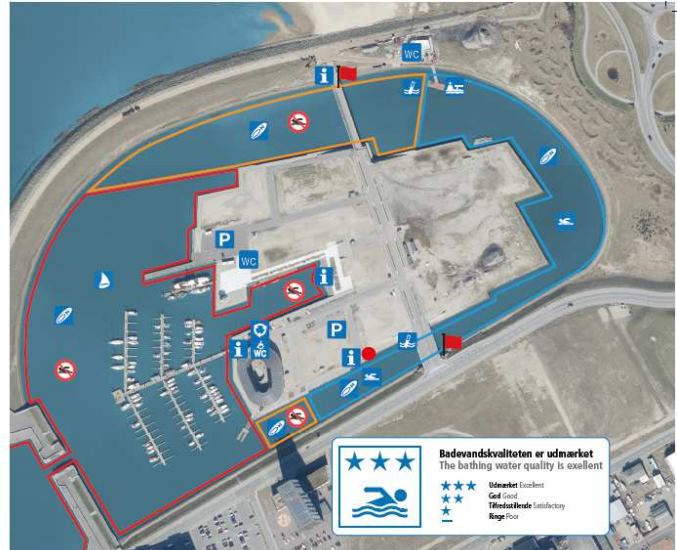 WC
P
WC
P
WC
Badevandskvaliteten er udmærket
The bathing water quality is exellent
Udmærket Excellent
God Good
Tilfredsstillende Satisfactory
Ringe Poor